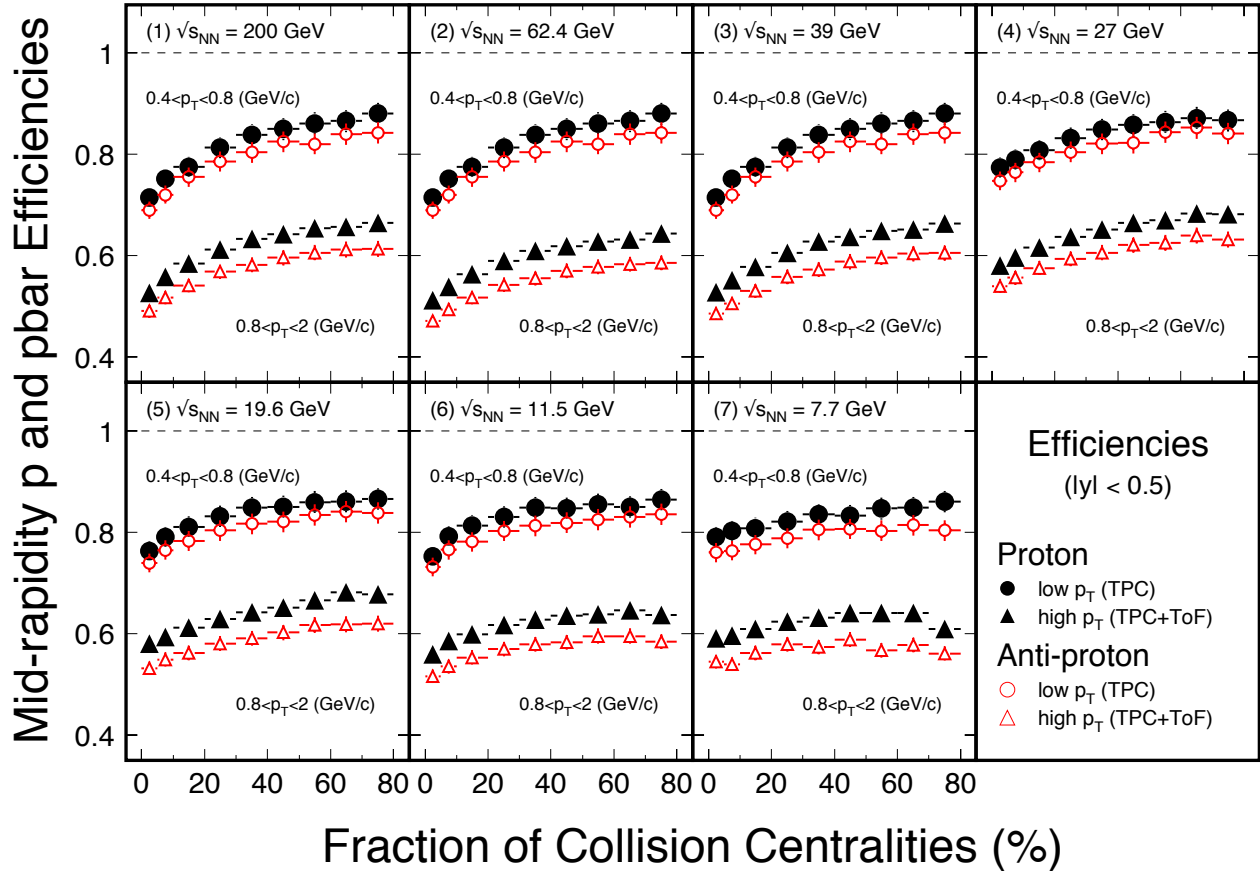 Mid-rapidity p and pbar Efficiencies
(1) √sNN = 200 GeV
0.4<pT<0.8 (GeV/c)
0.8<pT<2 (GeV/c)
(2) √sNN = 62.4 GeV
0.4<pT<0.8 (GeV/c)
0.8<pT<2 (GeV/c)
(3) √sNN = 39 GeV
0.4<pT<0.8 (GeV/c)
0.8<pT<2 (GeV/c)
(4) √sNN = 27 GeV
0.4<pT<0.8 (GeV/c)
0.8<pT<2 (GeV/c)
1
0.8
0.6
0.4
(5) √sNN = 19.6 GeV
0.4<pT<0.8 (GeV/c)
0.8<pT<2 (GeV/c)
(6) √sNN = 11.5 GeV
0.4<pT<0.8 (GeV/c)
0.8<pT<2 (GeV/c)
(7) √sNN = 7.7 GeV
0.4<pT<0.8 (GeV/c)
0.8<pT<2 (GeV/c)
1
0.8
0.6
0.4
Efficiencies
(|y| < 0.5)
Proton
low pT (TPC)
high pT (TPC+ToF)
Anti-proton
low pT (TPC)
high pT (TPC+ToF)
0 20 40 60 80 0 20 40 60 80 0 20 40 60 80
Fraction of Collision Centralities (%)